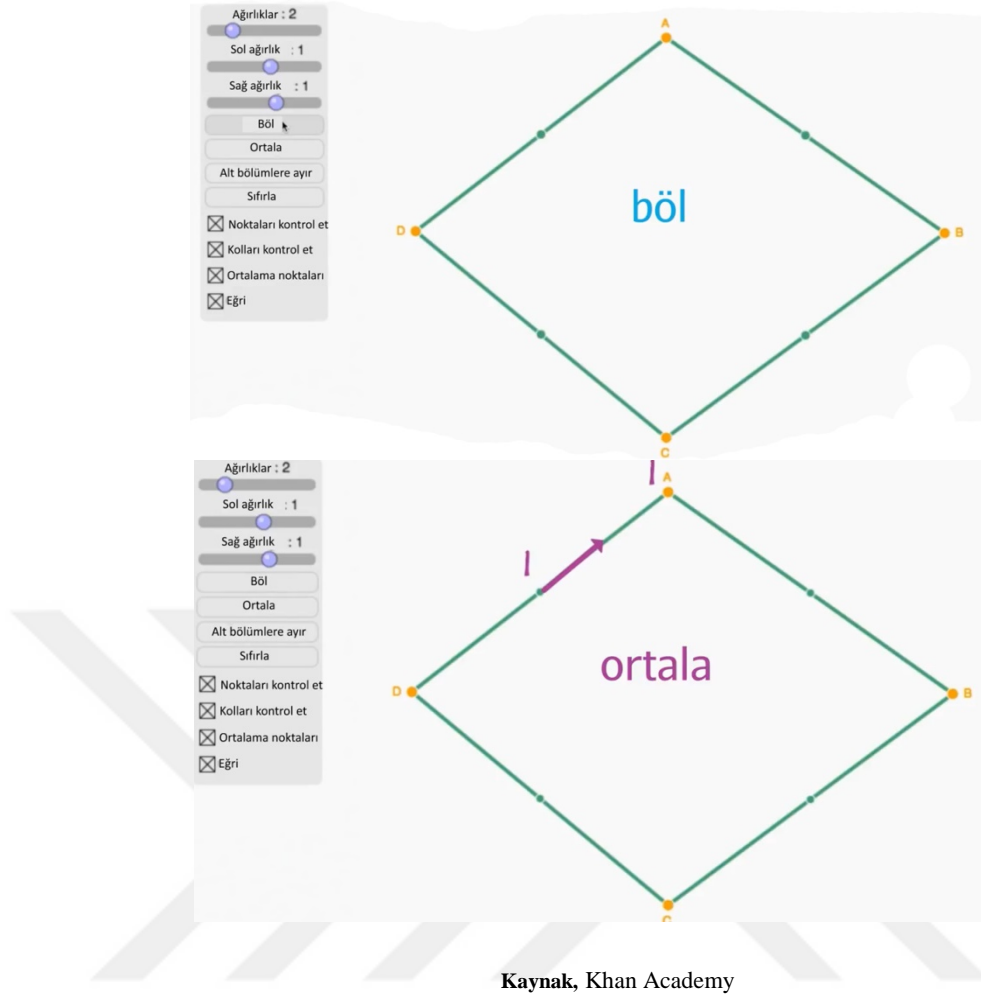 Ağırlıklar : 2
Sol ağırlık : 1
Sağ ağırlık : 1
Böl
Ortala
Alt bölümlere ayır
Sıfırla
Noktaları kontrol et
Kolları kontrol et
Ortalama noktaları
Eğri
A
böl
D
B
C
Ağırlıklar : 2
Sol ağırlık : 1
Sağ ağırlık : 1
Böl
Ortala
Alt bölümlere ayır
Sıfırla
Noktaları kontrol et
Kolları kontrol et
Ortalama noktaları
Eğri
1
A
1
ortala
D
B
C
Kaynak, Khan Academy